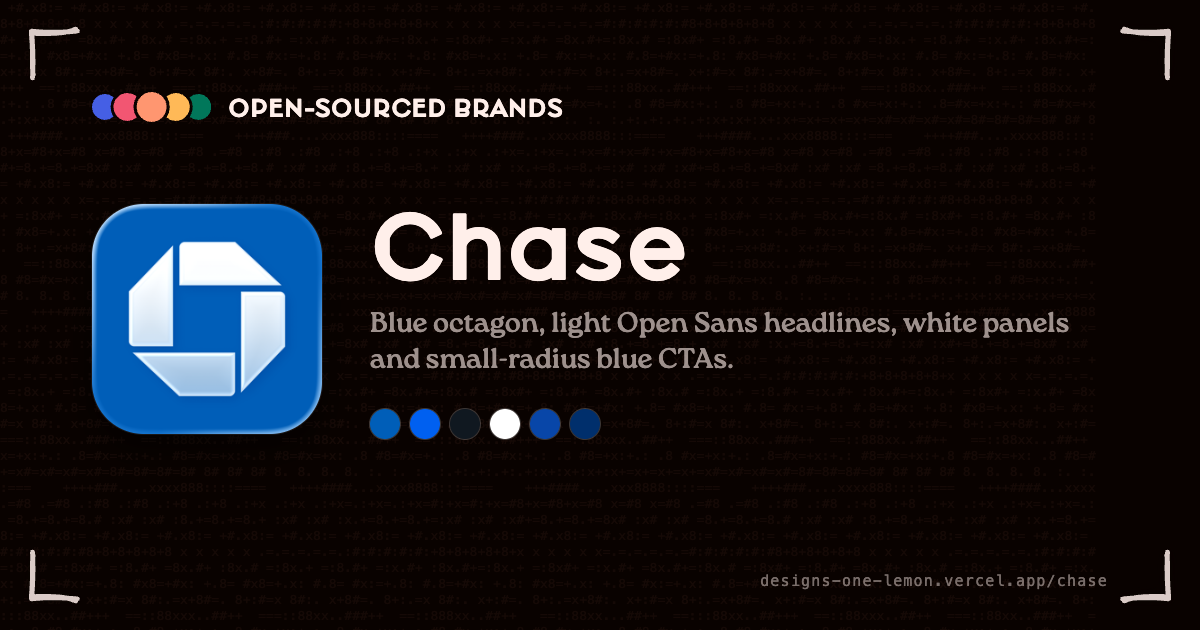 OPEN-SOURCED BRANDS
Chase
Blue octagon, light Open Sans headlines, white panels
and small-radius blue CTAs.
designs-one-lemon.vercel.app/chase